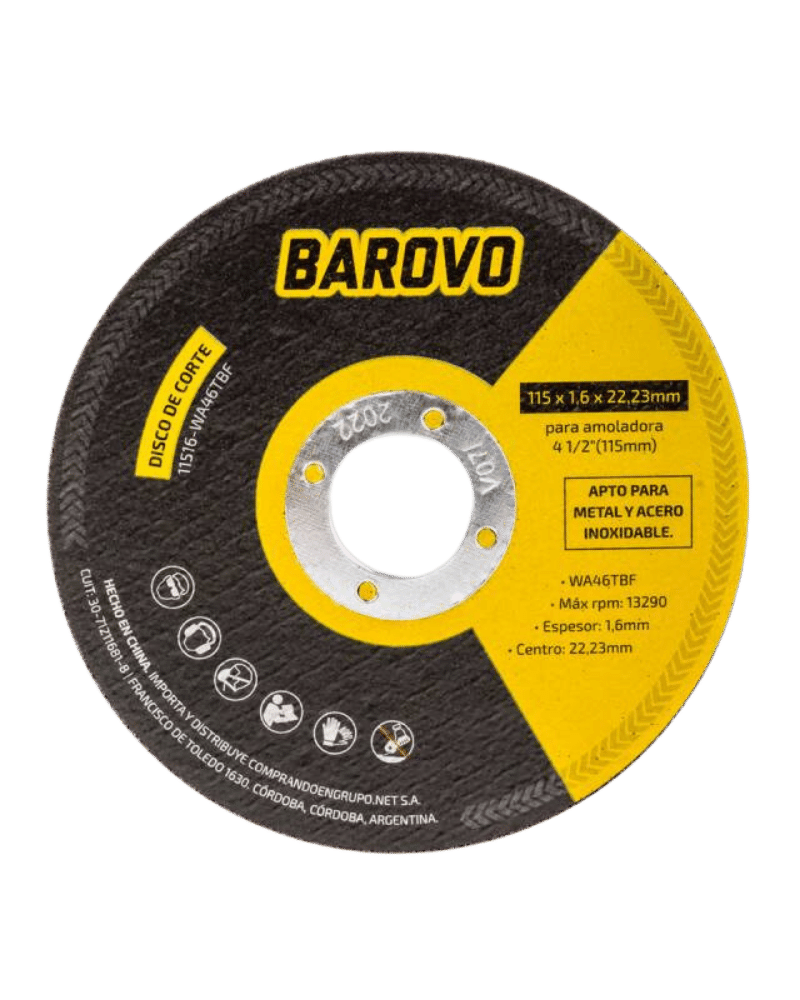 BAROVO
DISCO DE CORTE
11516-WA46TBF
115 x 1,6 x 22,23mm
para amoladora
4 1/2"(115mm)
APTO PARA
METAL Y ACERO
INOXIDABLE.
• WA46TBF
• Máx rpm: 13290
• Espesor: 1,6mm
• Centro: 22,23mm
2022
V07/
HECHO EN CHINA. IMPORTA Y DISTRIBUYE COMPRANDOENGRUPO.NET S.A.
CUIT: 30-71211681-8 | FRANCISCO DE TOLEDO 1630. CÓRDOBA, CÓRDOBA, ARGENTINA.